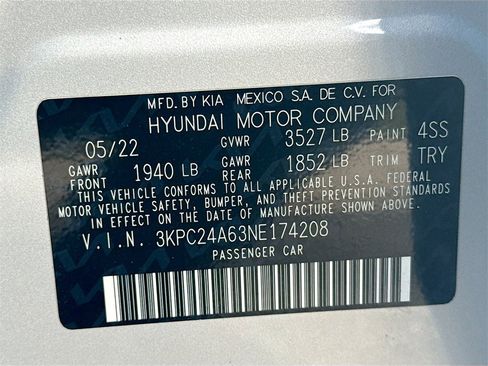 MFD. BY KIA MEXICO S.A. DE C.V. FOR
HYUNDAI MOTOR COMPANY
05/22 GVWR 3527 LB PAINT 4SS
GAWR FRONT 1940 LB GAWR REAR 1852 LB TRIM TRY
THIS VEHICLE CONFORMS TO ALL APPLICABLE U.S.A. FEDERAL
MOTOR VEHICLE SAFETY, BUMPER, AND THEFT PREVENTION STANDARDS
IN EFFECT ON THE DATE OF MANUFACTURE SHOWN ABOVE.
V.I.N. 3KPC24A63NE174208
PASSENGER CAR